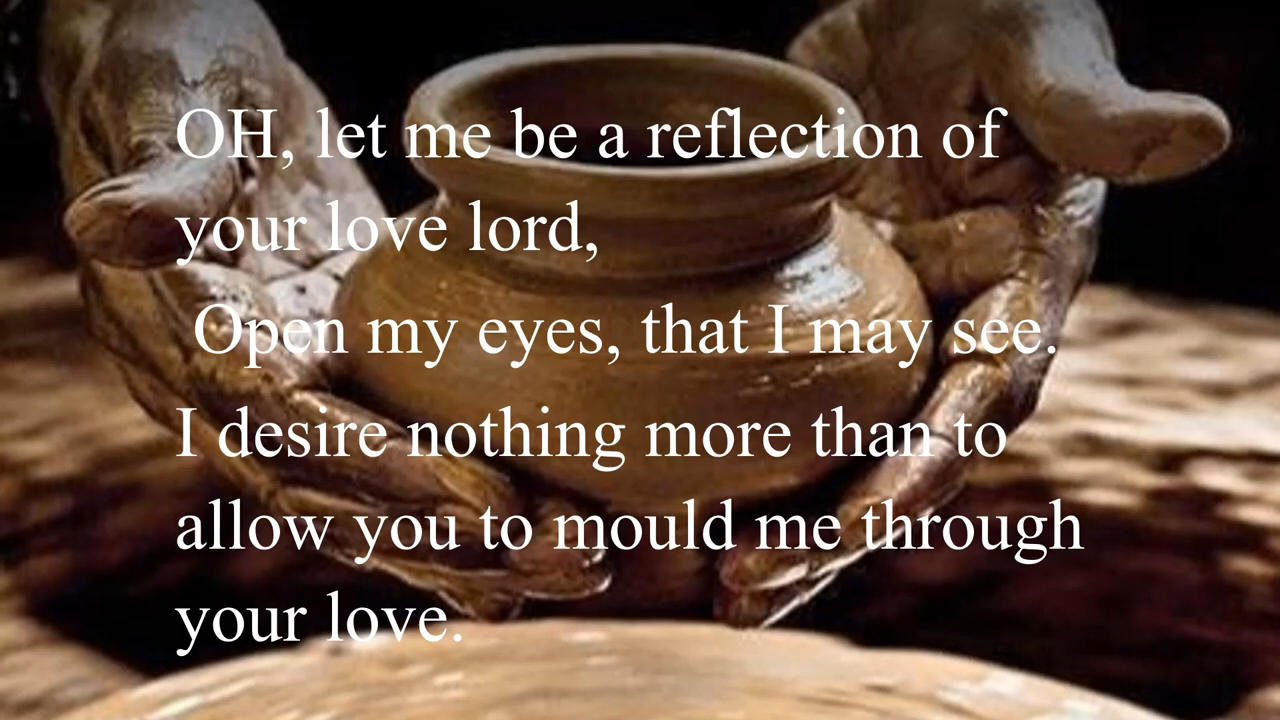 OH, let me be a reflection of
your love lord,
Open my eyes, that I may see.
I desire nothing more than to
allow you to mould me through
your love.